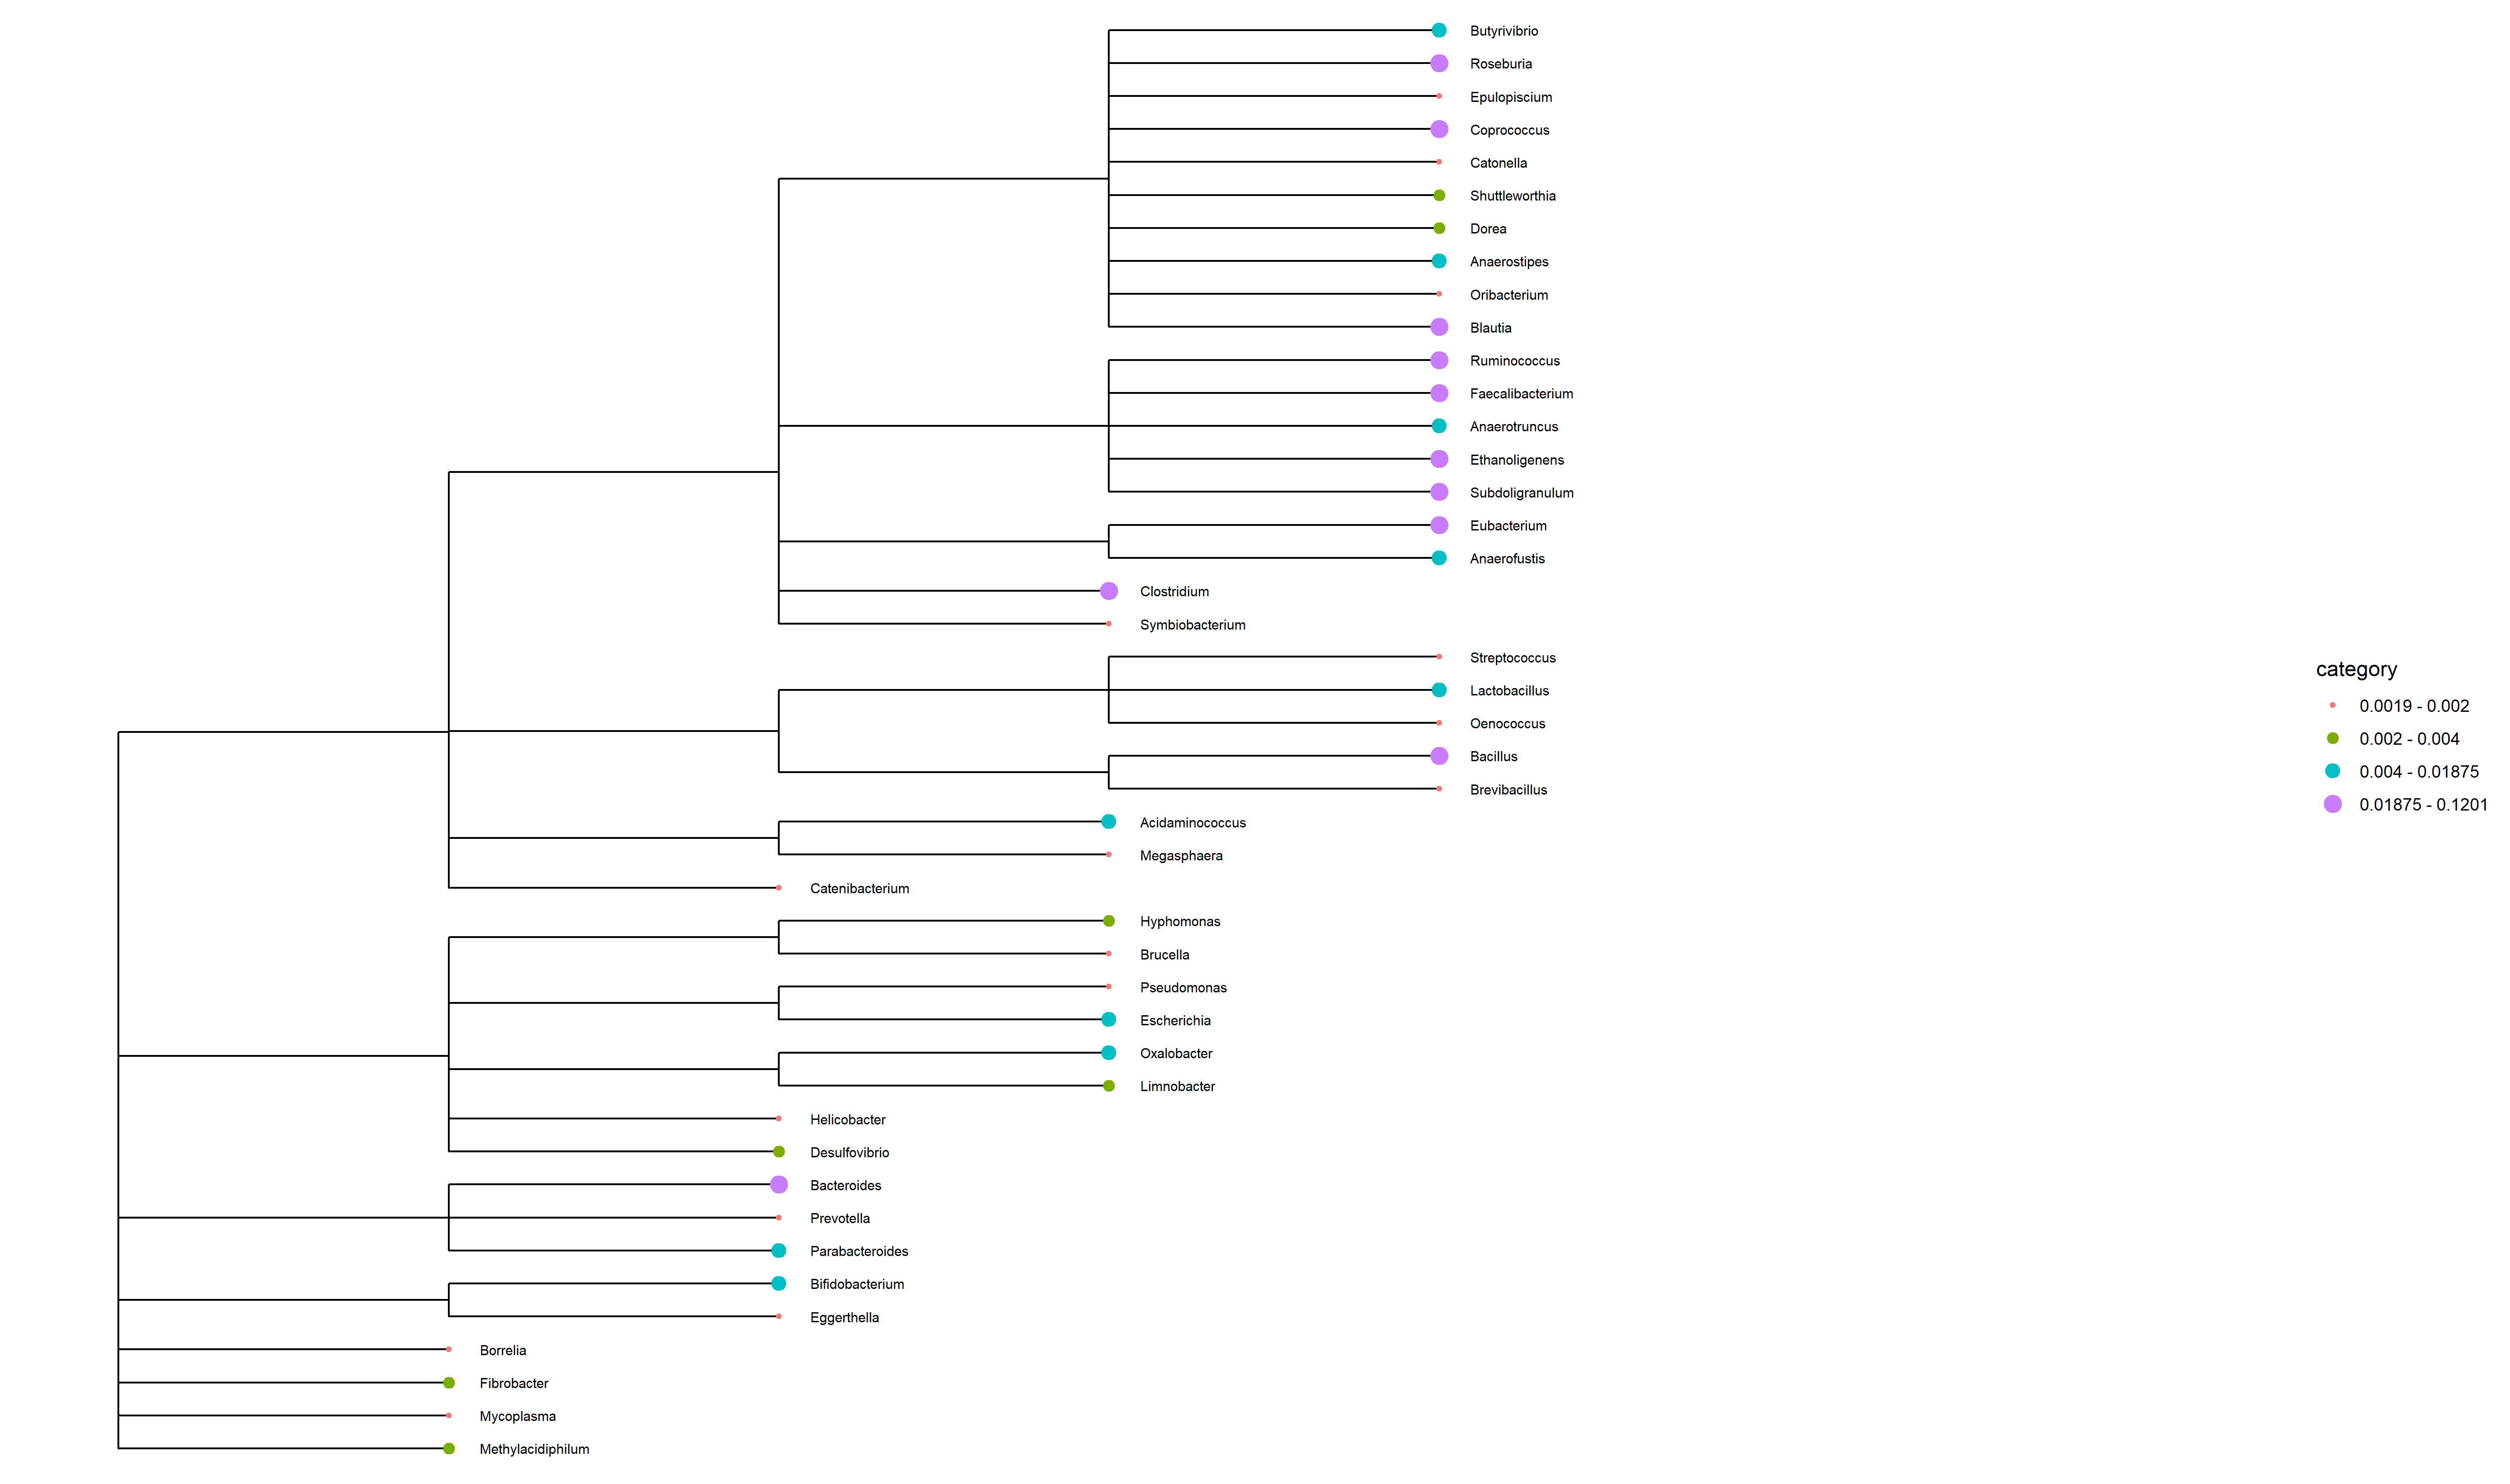 Butyrivibrio
Roseburia
Epulopiscium
Coprococcus
Catonella
Shuttleworthia
Dorea
Anaerostipes
Oribacterium
Blautia
Ruminococcus
Faecalibacterium
Anaerotruncus
Ethanoligenens
Subdoligranulum
Eubacterium
Anaerofustis
Clostridium
Symbiobacterium
Streptococcus
Lactobacillus
Oenococcus
Bacillus
Brevibacillus
Acidaminococcus
Megasphaera
Catenibacterium
Hyphomonas
Brucella
Pseudomonas
Escherichia
Oxalobacter
Limnobacter
Helicobacter
Desulfovibrio
Bacteroides
Prevotella
Parabacteroides
Bifidobacterium
Eggerthella
Borrelia
Fibrobacter
Mycoplasma
Methylacidiphilum
category
0.0019 - 0.002
0.002 - 0.004
0.004 - 0.01875
0.01875 - 0.1201